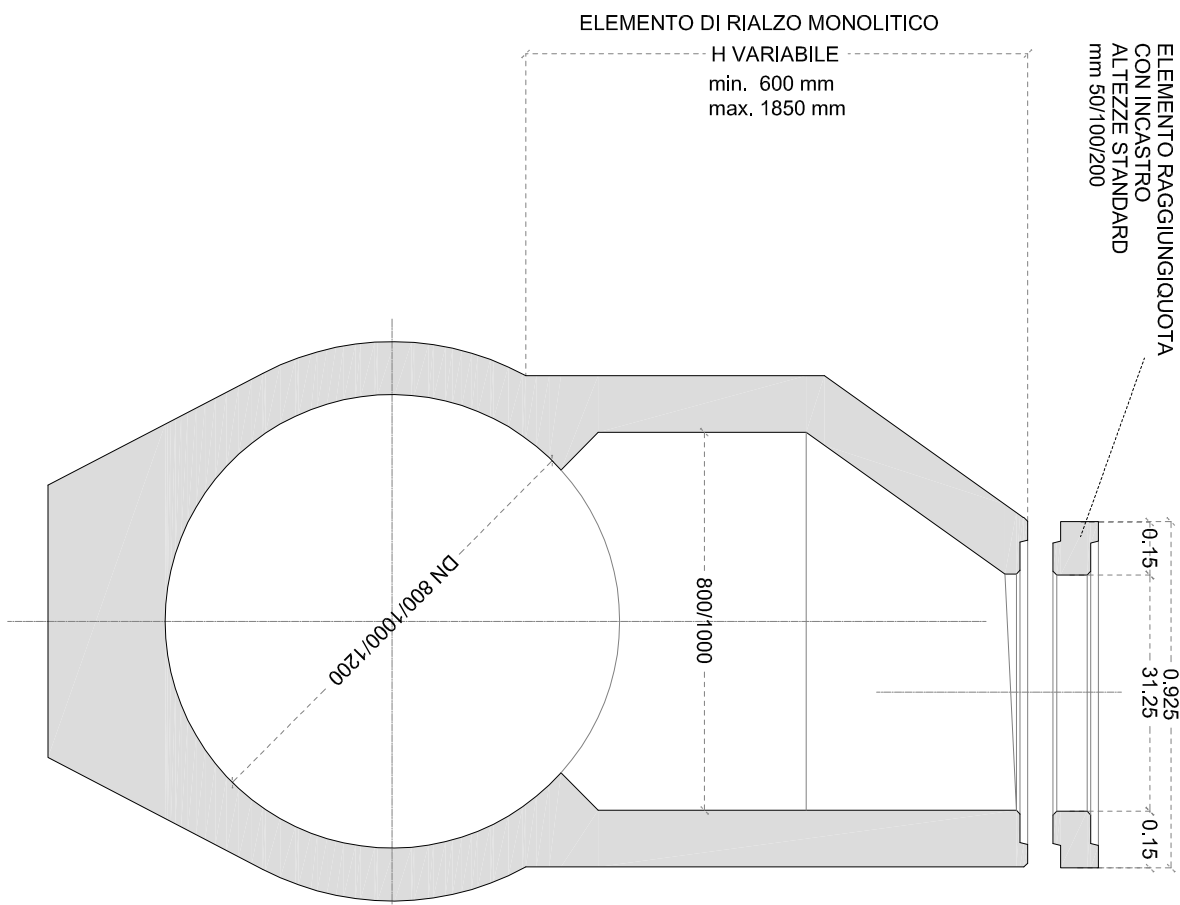 ELEMENTO DI RIALZO MONOLITICO
H VARIABILE
min. 600 mm
max. 1850 mm
ELEMENTO RAGGIUNGIQUOTA
CON INCASTRO
ALTEZZE STANDARD
mm 50/100/200
DN 800/1000/1200
800/1000
0.15
0.925
31.25
0.15